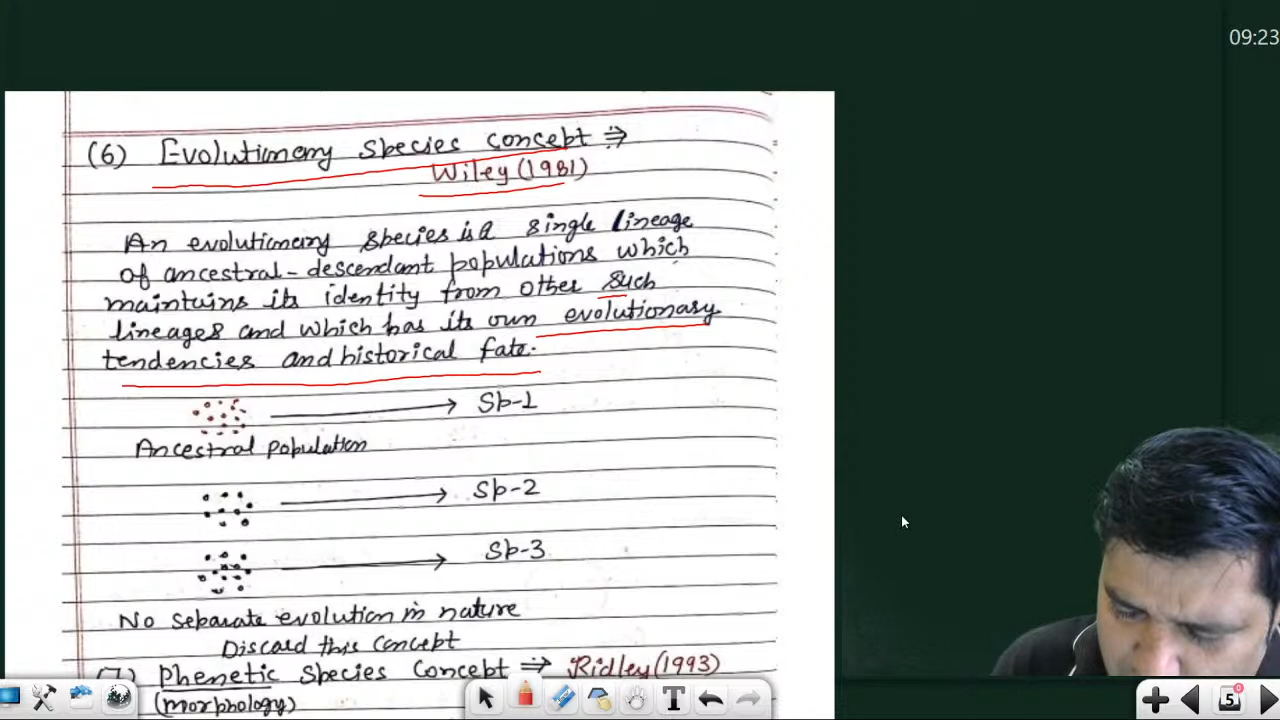 09:23
(6) Evolutionary Species Concept ⇒
Wiley (1981)
An evolutionary species is a single lineage
of ancestral-descendant populations which
maintains its identity from other such
lineages and which has its own evolutionary
tendencies and historical fate.
→ Sp-1
Ancestral population
→ Sp-2
→ Sp-3
No separate evolution in nature
Discard this concept
(7) Phenetic Species Concept ⇒ Ridley (1993)
(morphology)
T
5
0